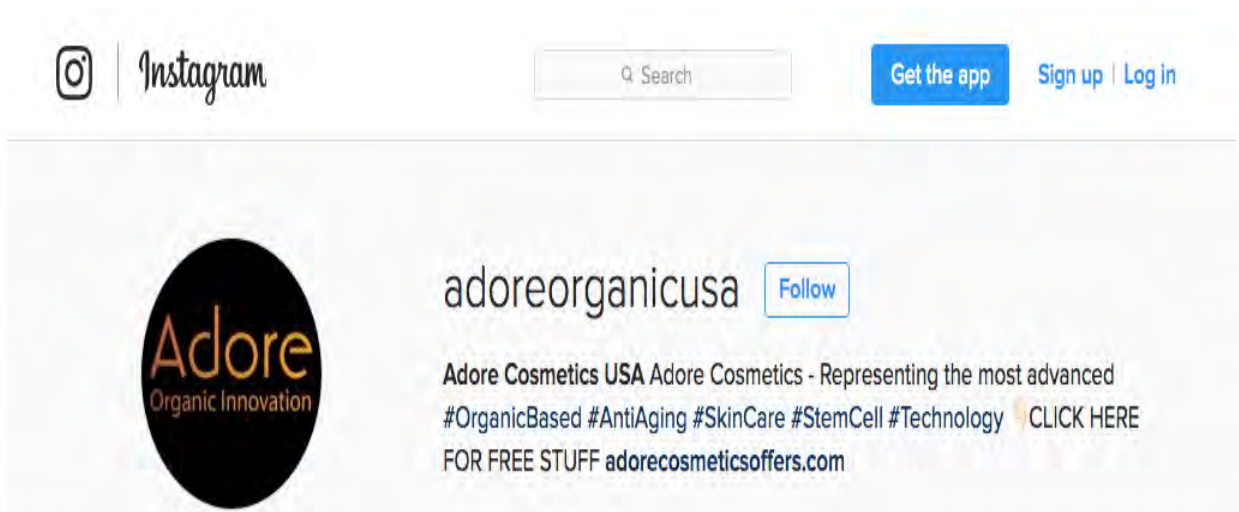 Instagram
Search
Get the app
Sign up | Log in
Adore
Organic Innovation
adoreorganicusa
Follow
Adore Cosmetics USA Adore Cosmetics - Representing the most advanced
#OrganicBased #AntiAging #SkinCare #StemCell #Technology 👇CLICK HERE
FOR FREE STUFF adorecosmeticsoffers.com